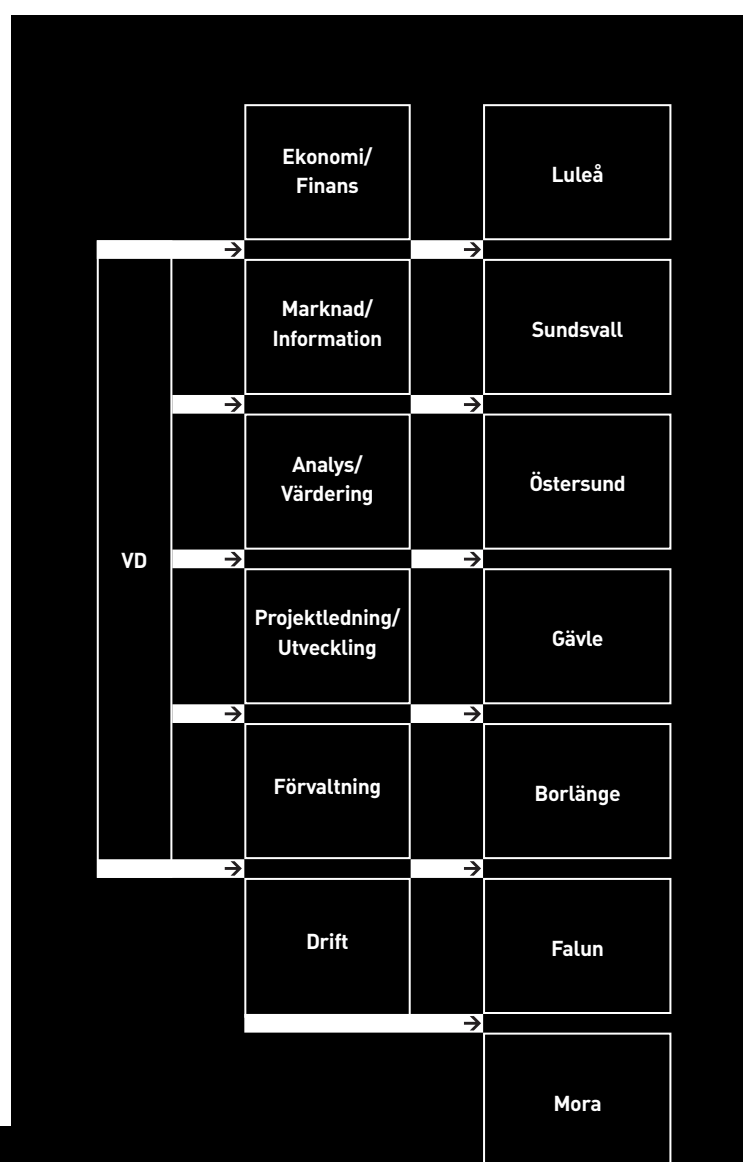 Ekonomi/
Finans
Luleå
Marknad/
Information
Sundsvall
Analys/
Värdering
Östersund
VD
Projektledning/
Utveckling
Gävle
Förvaltning
Borlänge
Drift
Falun
Mora